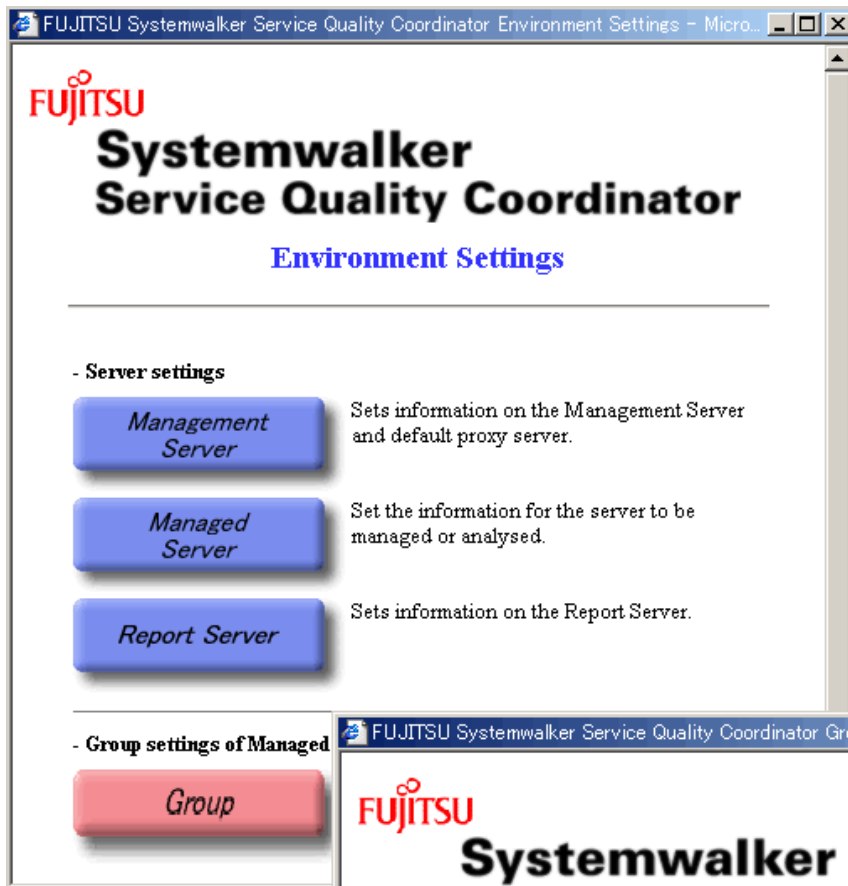 FUJITSU Systemwalker Service Quality Coordinator Environment Settings - Micro...
FUJITSU
Systemwalker
Service Quality Coordinator
Environment Settings
- Server settings
Management
Server
Sets information on the Management Server
and default proxy server.
Managed
Server
Set the information for the server to be
managed or analysed.
Report Server
Sets information on the Report Server.
- Group settings of Managed
Group
FUJITSU Systemwalker Service Quality Coordinator Gr
FUJITSU
Systemwalker